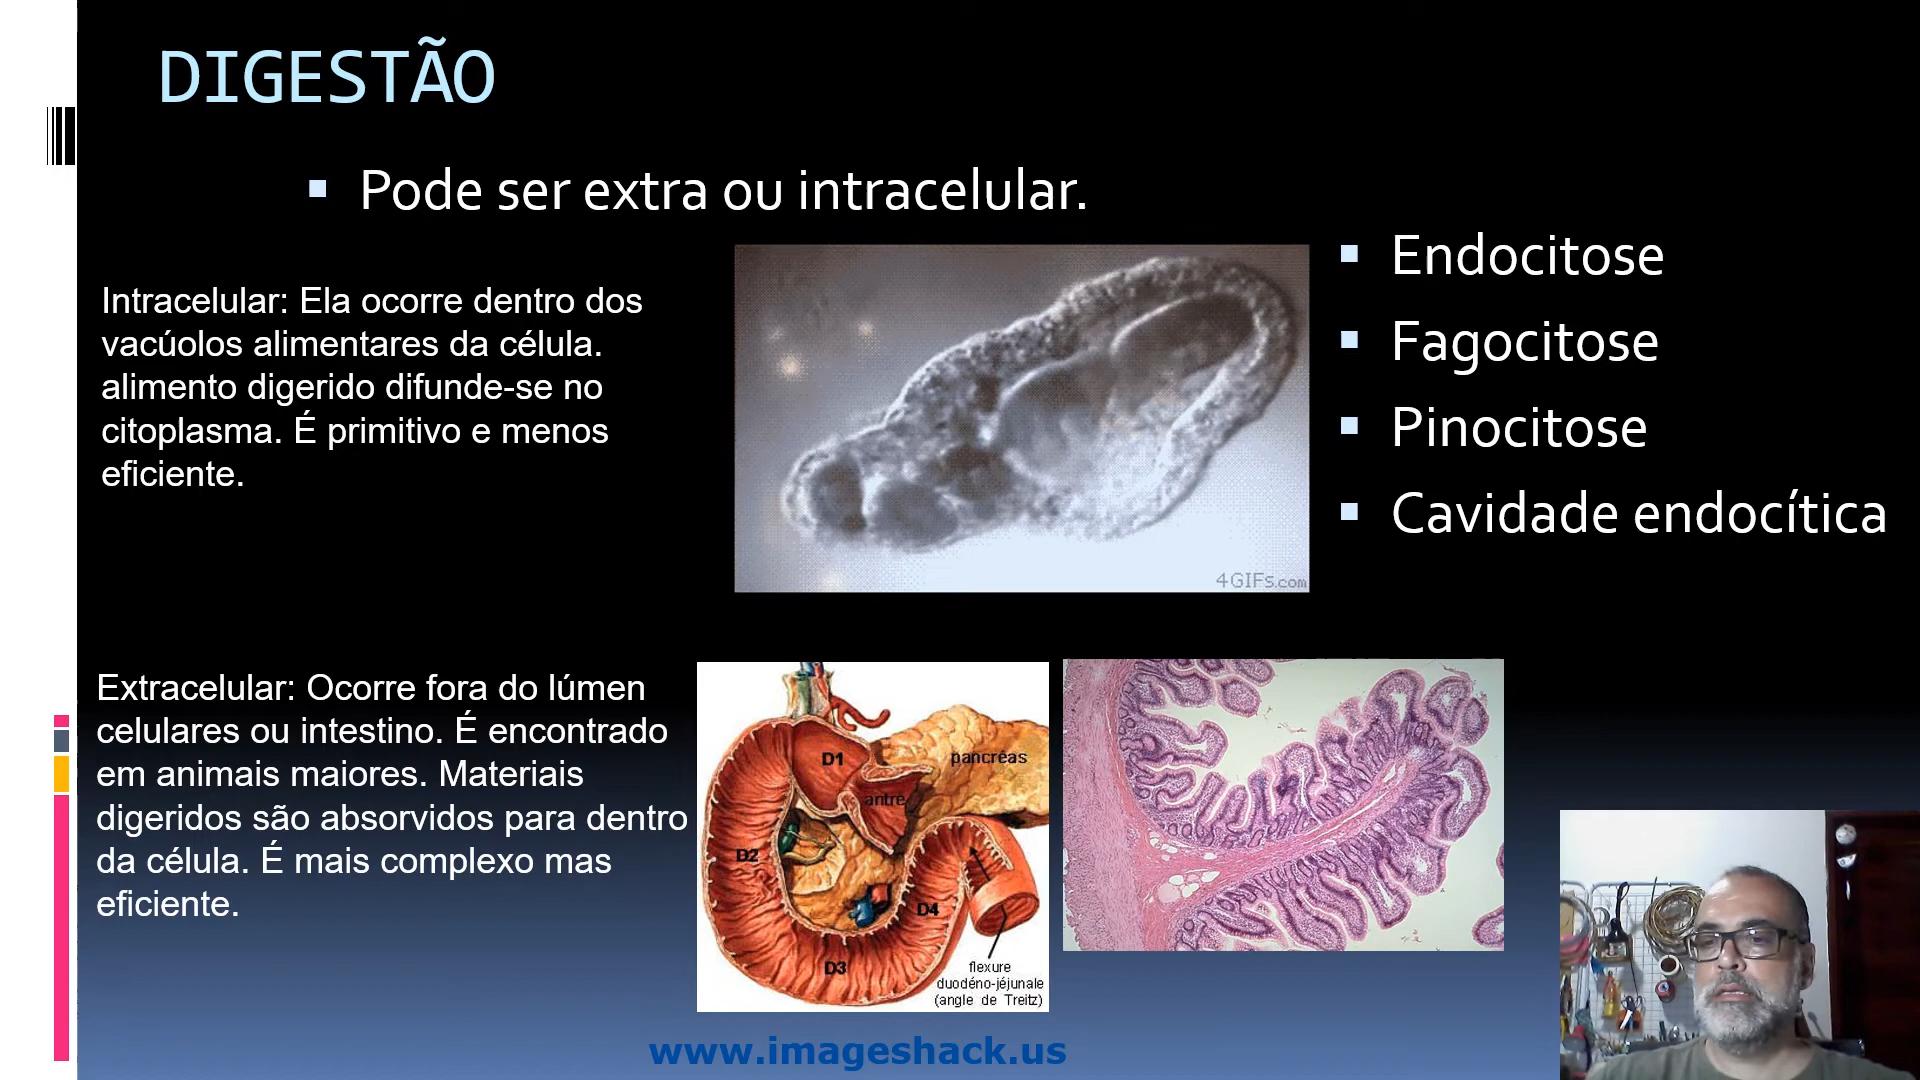 DIGESTÃO
Pode ser extra ou intracelular.
Intracelular: Ela ocorre dentro dos
vacúolos alimentares da célula.
alimento digerido difunde-se no
citoplasma. É primitivo e menos
eficiente.
4GIFs.com
Endocitose
Fagocitose
Pinocitose
Cavidade endocítica
Extracelular: Ocorre fora do lúmen
celulares ou intestino. É encontrado
em animais maiores. Materiais
digeridos são absorvidos para dentro
da célula. É mais complexo mas
eficiente.
D1
pancréas
antre
D2
D4
D3
flexure
duodéno-jéjunale
(angle de Treitz)
www.imageshack.us